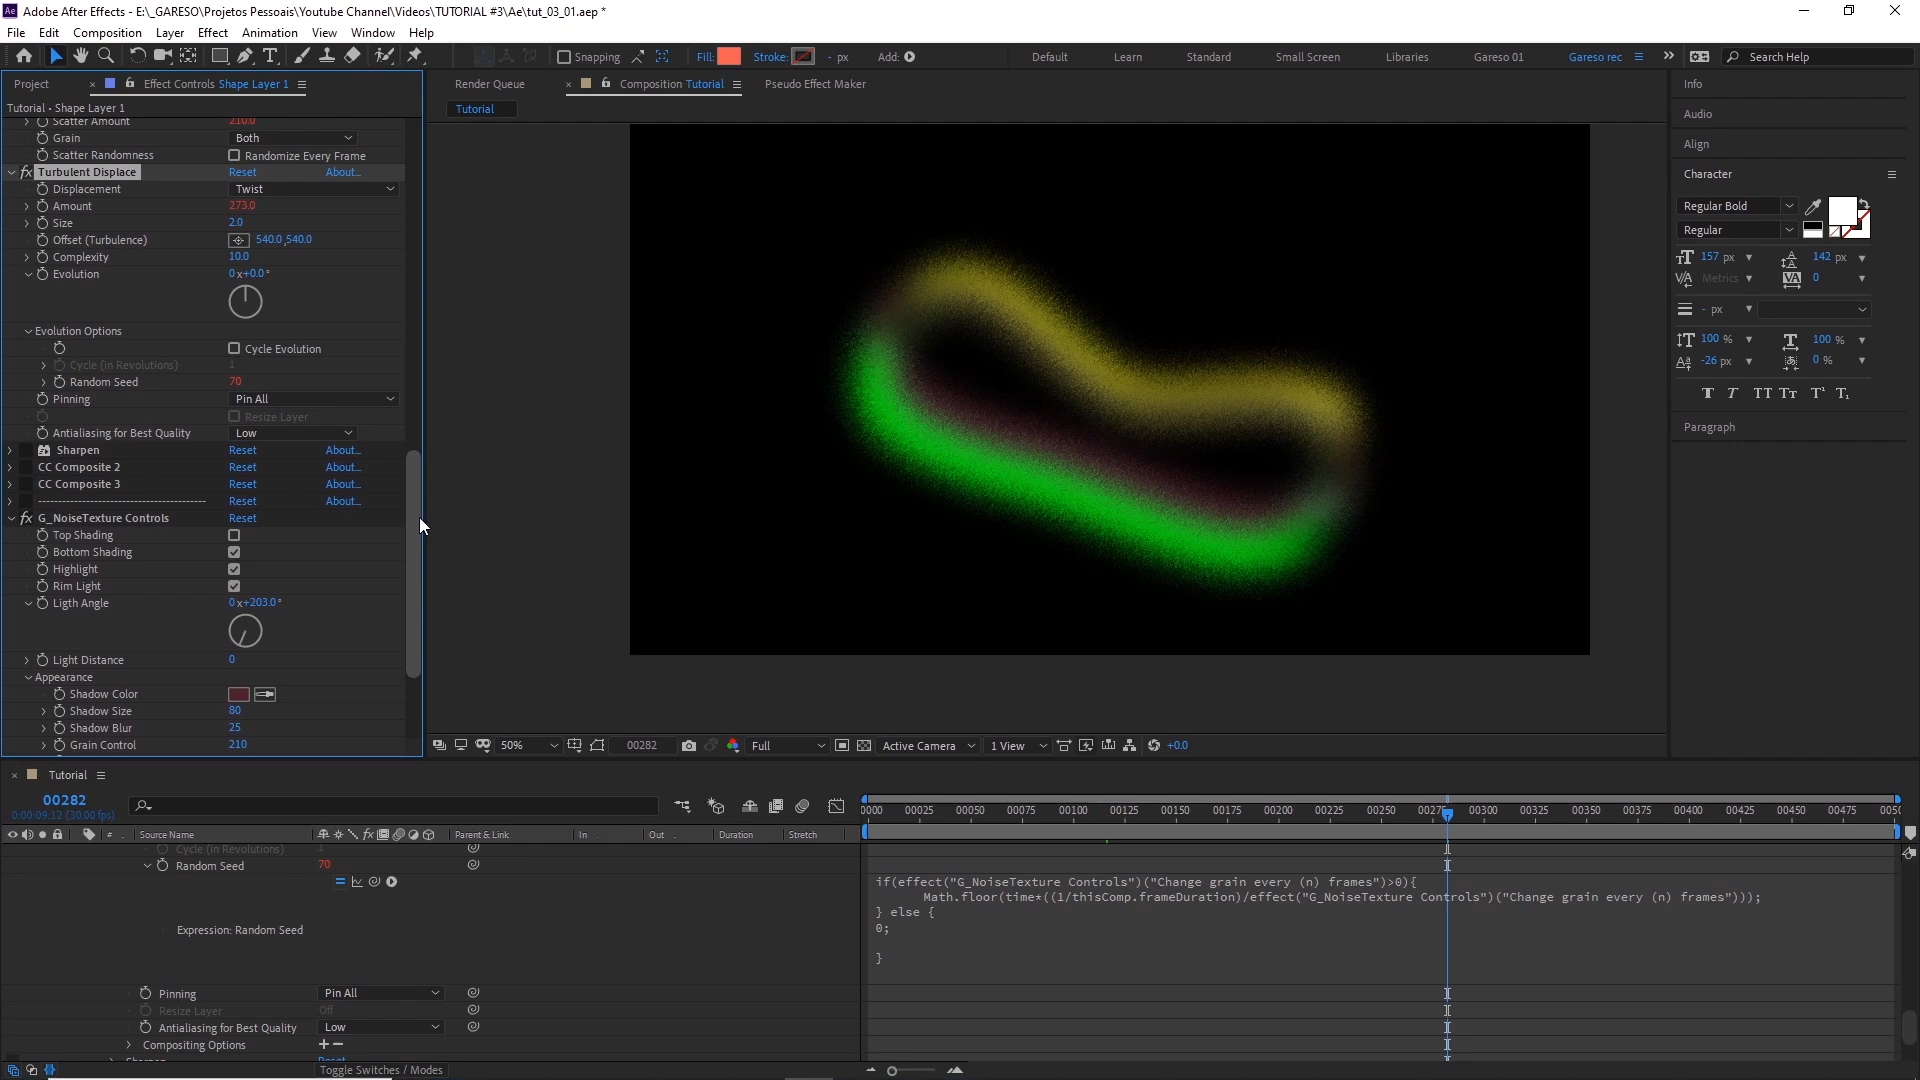 Adobe After Effects - E:\_GARESO\Projetos Pessoais\Youtube Channel\Videos\TUTORIAL #3\Ae\tut_03_01.aep *
File Edit Composition Layer Effect Animation View Window Help
Snapping Fill: Stroke: - px Add: Default Learn Standard Small Screen Libraries Gareso 01 Gareso rec Search Help
Project Effect Controls Shape Layer 1
Tutorial • Shape Layer 1
Scatter Amount 210.0
Grain Both
Scatter Randomness Randomize Every Frame
fx Turbulent Displace Reset About...
Displacement Twist
Amount 273.0
Size 2.0
Offset (Turbulence) 540.0,540.0
Complexity 10.0
Evolution 0x+0.0°
Evolution Options
Cycle Evolution
Cycle (in Revolutions) 1
Random Seed 70
Pinning Pin All
Resize Layer
Antialiasing for Best Quality Low
Sharpen Reset About...
CC Composite 2 Reset About...
CC Composite 3 Reset About...
------------------------------------------ Reset About...
fx G_NoiseTexture Controls Reset
Top Shading
Bottom Shading
Highlight
Rim Light
Ligth Angle 0x+203.0°
Light Distance 0
Appearance
Shadow Color
Shadow Size 80
Shadow Blur 25
Grain Control 210
Render Queue Composition Tutorial Pseudo Effect Maker
Tutorial
50% 00282 Full Active Camera 1 View +0.0
Info
Audio
Align
Character
Regular Bold
Regular
157 px 142 px
Metrics 0
- px
100 % 100 %
-26 px 0 %
T T TT Tт T¹ T₁
Paragraph
Tutorial
00282
0:00:09:12 (30.00 fps)
# Source Name fx Parent & Link In Out Duration Stretch
0000 00025 00050 00075 00100 00125 00150 00175 00200 00225 00250 00275 00300 00325 00350 00375 00400 00425 00450 00475 0050
Cycle (in Revolutions) 1
Random Seed 70
Expression: Random Seed
if(effect("G_NoiseTexture Controls")("Change grain every (n) frames")>0){
Math.floor(time*((1/thisComp.frameDuration)/effect("G_NoiseTexture Controls")("Change grain every (n) frames")));
} else {
0;
}
Pinning Pin All
Resize Layer Off
Antialiasing for Best Quality Low
Compositing Options + –
Sharpen Reset
Toggle Switches / Modes